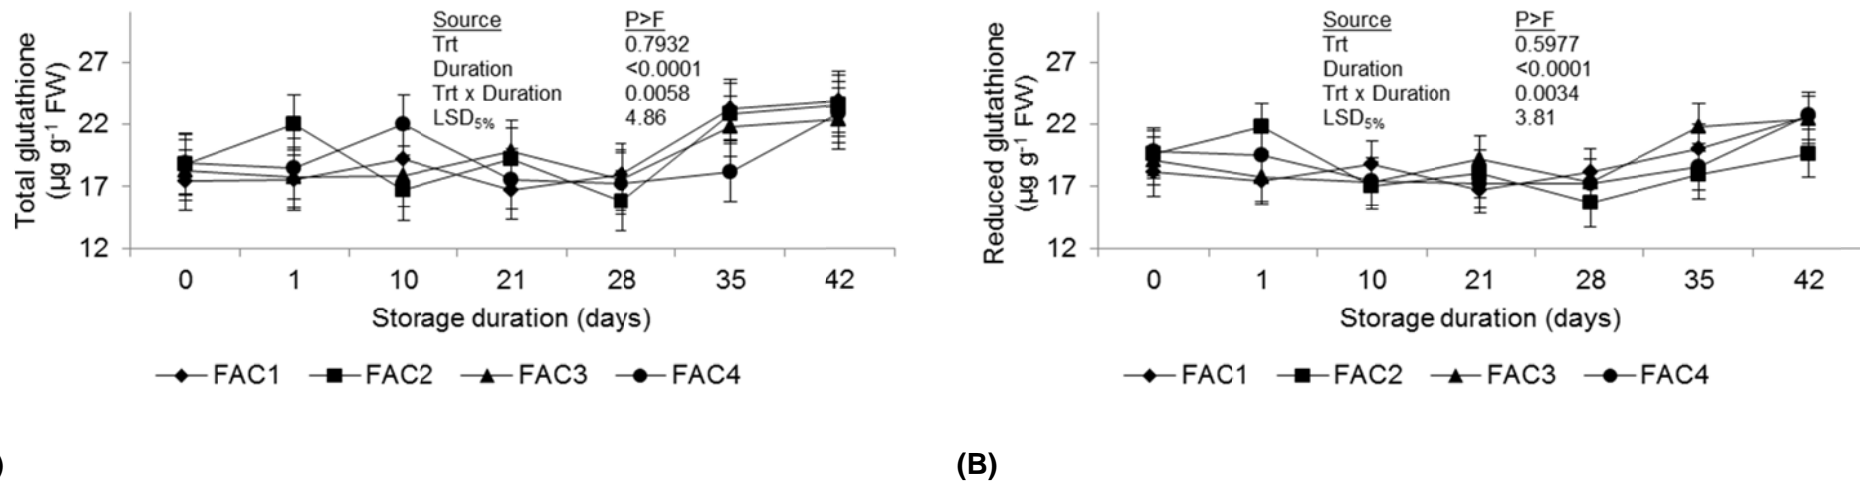 Source P>F
Trt 0.7932
Duration <0.0001
Trt x Duration 0.0058
LSD5% 4.86
Total glutathione
(µg g-1 FW)
27
22
17
12
0 1 10 21 28 35 42
Storage duration (days)
FAC1 FAC2 FAC3 FAC4
)
Source P>F
Trt 0.5977
Duration <0.0001
Trt x Duration 0.0034
LSD5% 3.81
Reduced glutathione
(µg g-1 FW)
27
22
17
12
0 1 10 21 28 35 42
Storage duration (days)
FAC1 FAC2 FAC3 FAC4
(B)